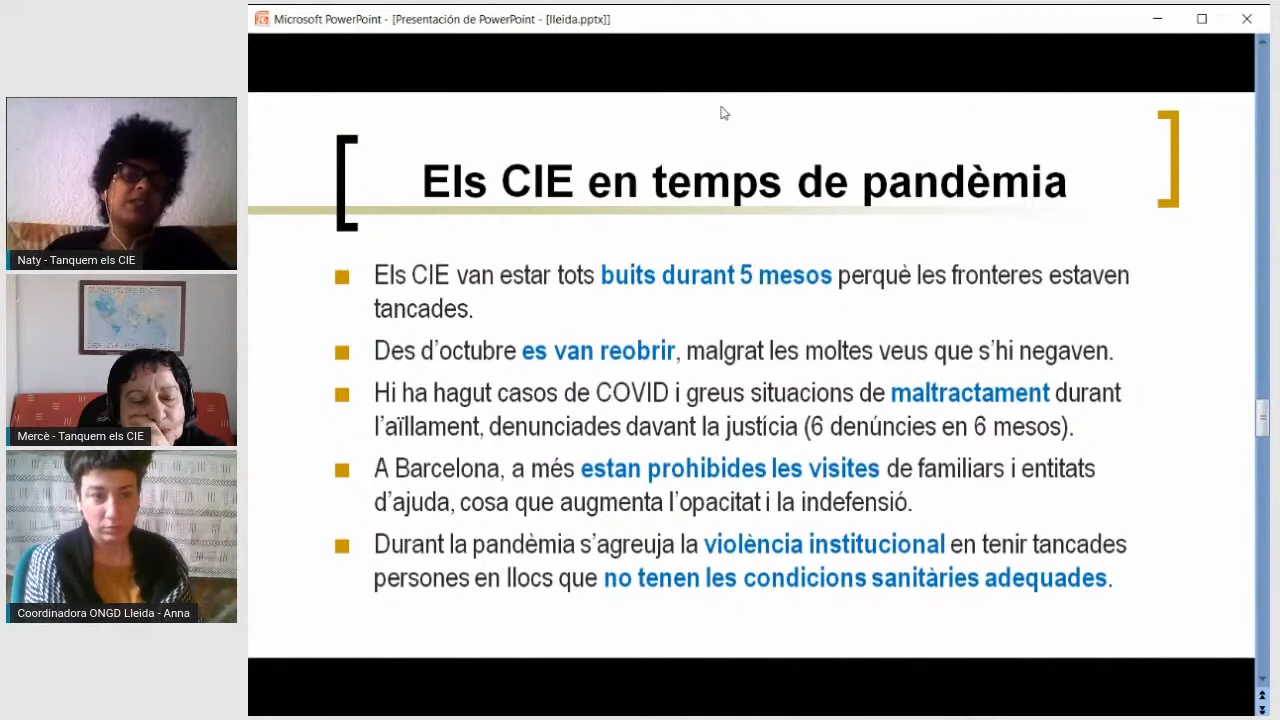 Microsoft PowerPoint - [Presentación de PowerPoint - [lleida.pptx]]
Naty - Tanquem els CIE
Mercè - Tanquem els CIE
Coordinadora ONGD Lleida - Anna
Els CIE en temps de pandèmia
Els CIE van estar tots buits durant 5 mesos perquè les fronteres estaven
tancades.
Des d’octubre es van reobrir, malgrat les moltes veus que s’hi negaven.
Hi ha hagut casos de COVID i greus situacions de maltractament durant
l’aïllament, denunciades davant la justícia (6 denúncies en 6 mesos).
A Barcelona, a més estan prohibides les visites de familiars i entitats
d’ajuda, cosa que augmenta l’opacitat i la indefensió.
Durant la pandèmia s’agreuja la violència institucional en tenir tancades
persones en llocs que no tenen les condicions sanitàries adequades.